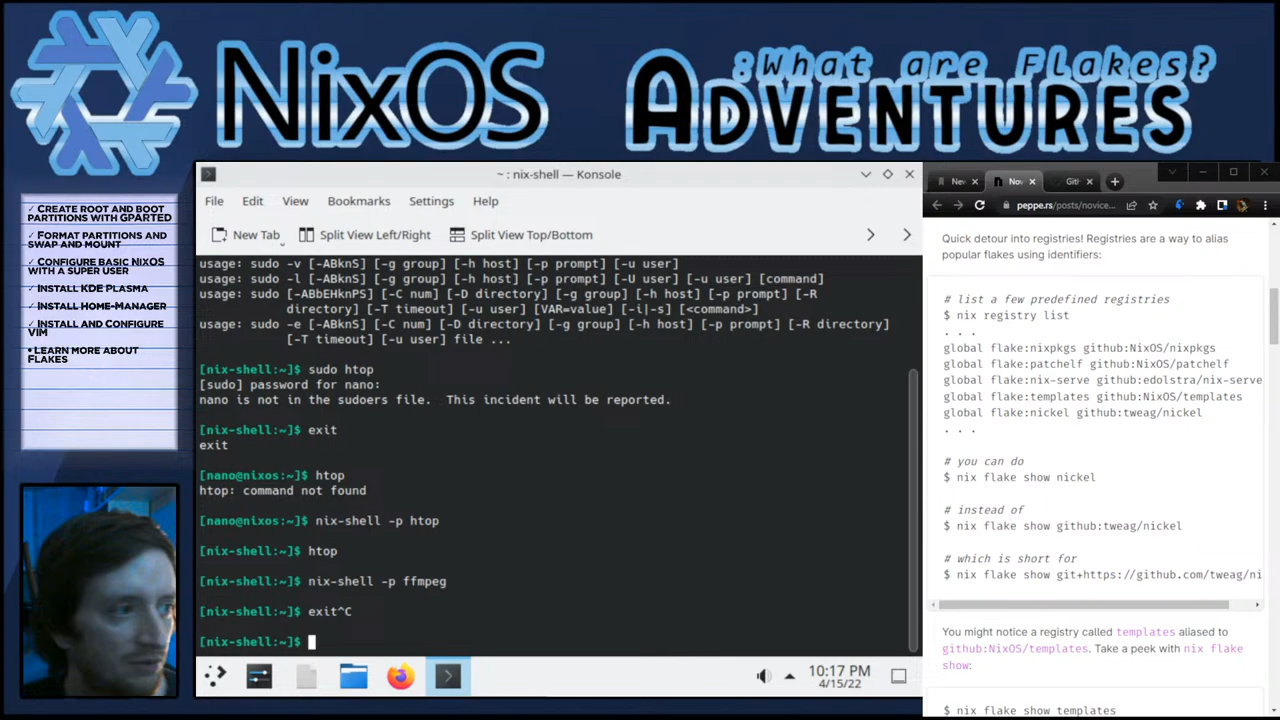 NixOS
:What are Flakes?
ADVENTURES
✓ CREATE ROOT AND BOOT
PARTITIONS WITH GPARTED
✓ FORMAT PARTITIONS AND
SWAP AND MOUNT
✓ CONFIGURE BASIC NIXOS
WITH A SUPER USER
✓ INSTALL KDE PLASMA
✓ INSTALL HOME-MANAGER
✓ INSTALL AND CONFIGURE
VIM
• LEARN MORE ABOUT
FLAKES
~ : nix-shell — Konsole
File Edit View Bookmarks Settings Help
New Tab Split View Left/Right Split View Top/Bottom
usage: sudo -v [-ABknS] [-g group] [-h host] [-p prompt] [-u user]
usage: sudo -l [-ABknS] [-g group] [-h host] [-p prompt] [-U user] [-u user] [command]
usage: sudo [-ABbEHknPS] [-C num] [-D directory] [-g group] [-h host] [-p prompt] [-R
directory] [-T timeout] [-u user] [VAR=value] [-i|-s] [<command>]
usage: sudo -e [-ABknS] [-C num] [-D directory] [-g group] [-h host] [-p prompt] [-R directory]
[-T timeout] [-u user] file ...
[nix-shell:~]$ sudo htop
[sudo] password for nano:
nano is not in the sudoers file.  This incident will be reported.
[nix-shell:~]$ exit
exit
[nano@nixos:~]$ htop
htop: command not found
[nano@nixos:~]$ nix-shell -p htop
[nix-shell:~]$ htop
[nix-shell:~]$ nix-shell -p ffmpeg
[nix-shell:~]$ exit^C
[nix-shell:~]$
10:17 PM
4/15/22
Nev Nov Git
peppe.rs/posts/novice...
Quick detour into registries! Registries are a way to alias
popular flakes using identifiers:
# list a few predefined registries
$ nix registry list
. . .
global flake:nixpkgs github:NixOS/nixpkgs
global flake:patchelf github:NixOS/patchelf
global flake:nix-serve github:edolstra/nix-serve
global flake:templates github:NixOS/templates
global flake:nickel github:tweag/nickel
. . .
# you can do
$ nix flake show nickel
# instead of
$ nix flake show github:tweag/nickel
# which is short for
$ nix flake show git+https://github.com/tweag/ni
You might notice a registry called templates aliased to
github:NixOS/templates. Take a peek with nix flake
show:
$ nix flake show templates